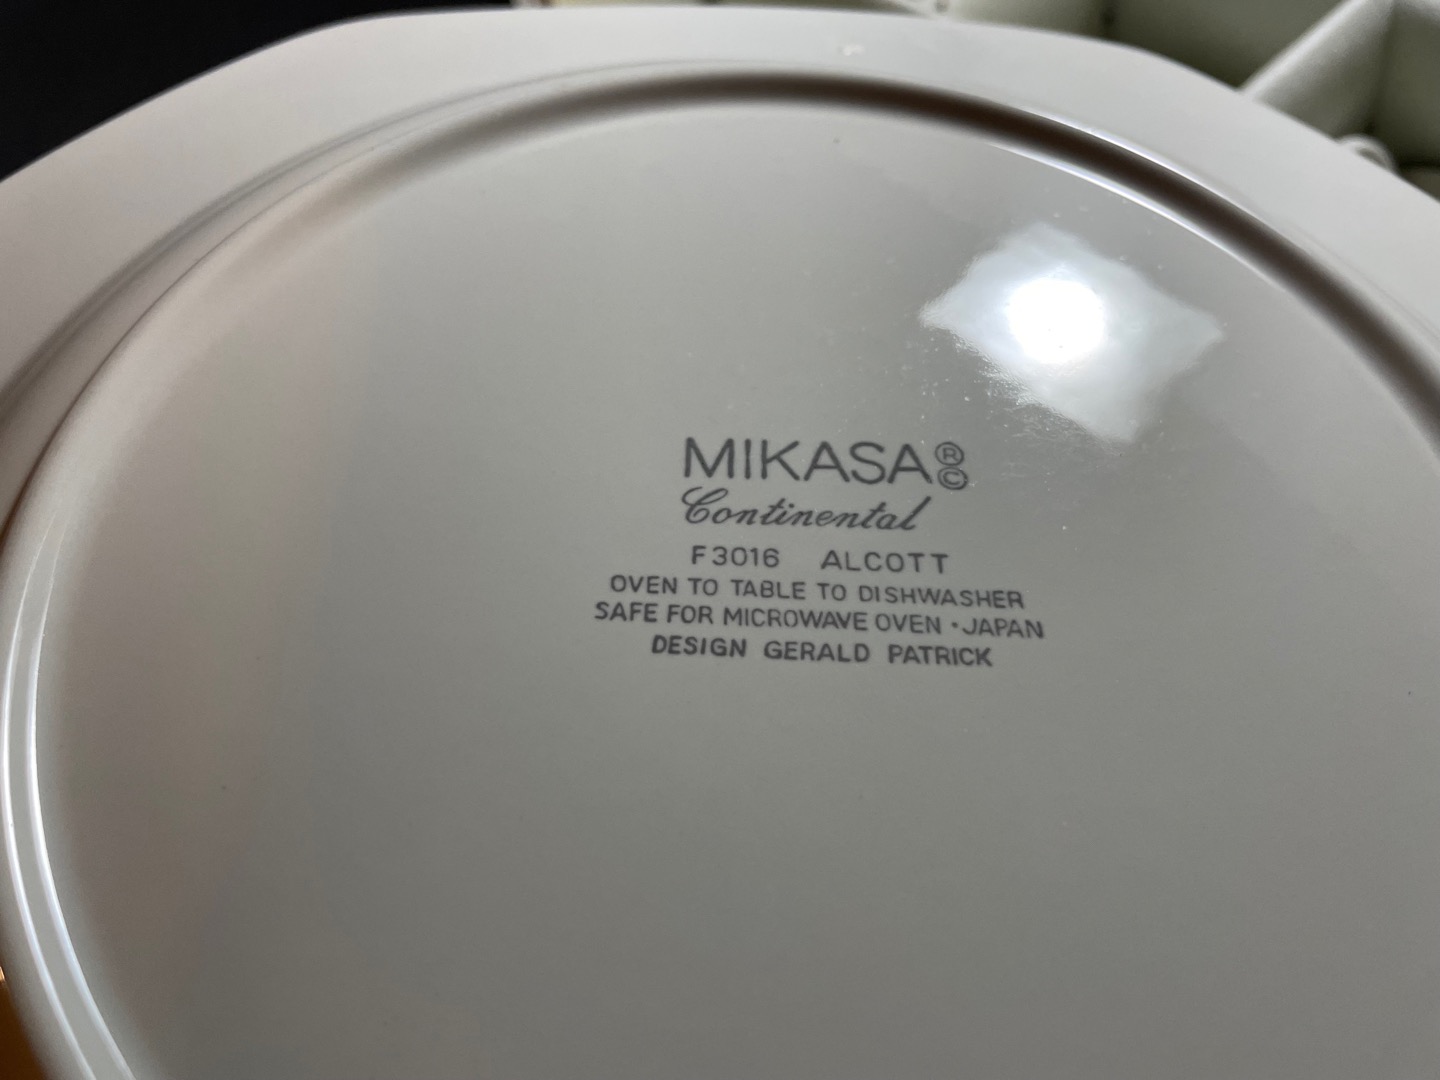 MIKASA®©
Continental
F3016 ALCOTT
OVEN TO TABLE TO DISHWASHER
SAFE FOR MICROWAVE OVEN · JAPAN
DESIGN GERALD PATRICK